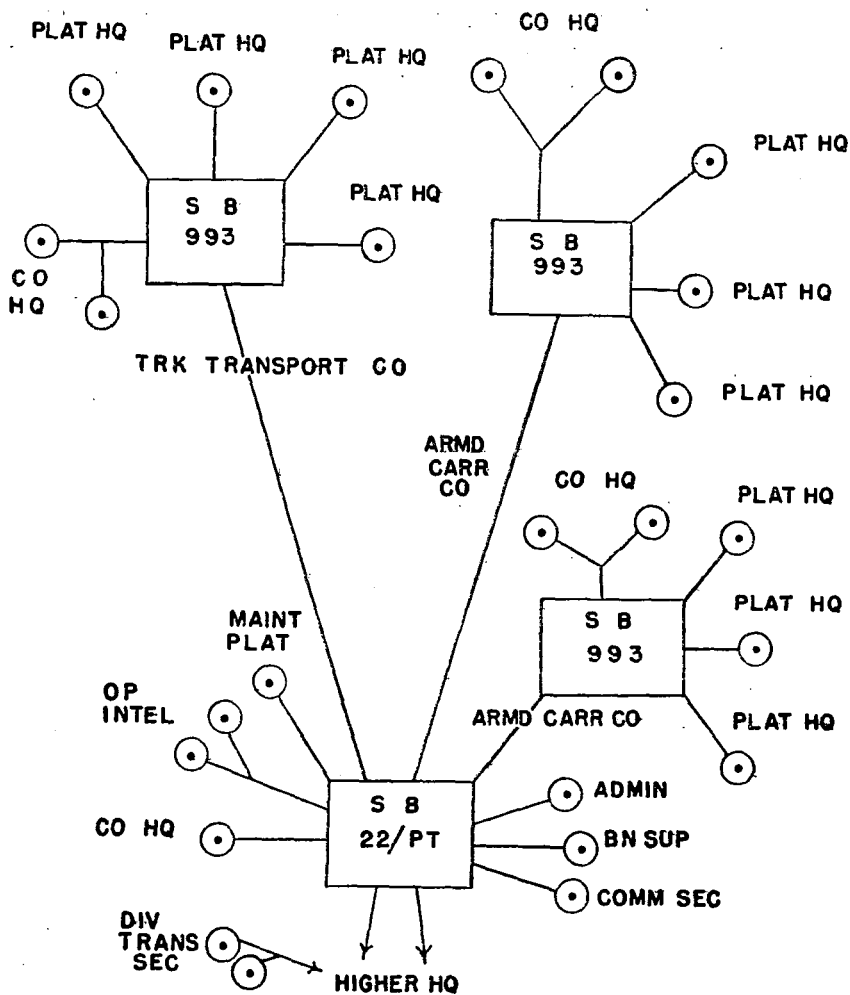 PLAT HQ
PLAT HQ
PLAT HQ
PLAT HQ
S B
993
CO
HQ
TRK TRANSPORT CO
CO HQ
PLAT HQ
S B
993
PLAT HQ
PLAT HQ
ARMD
CARR
CO
CO HQ
PLAT HQ
S B
993
PLAT HQ
PLAT HQ
ARMD CARR CO
MAINT
PLAT
OP
INTEL
CO HQ
S B
22/PT
ADMIN
BN SUP
COMM SEC
DIV
TRANS
SEC
HIGHER HQ